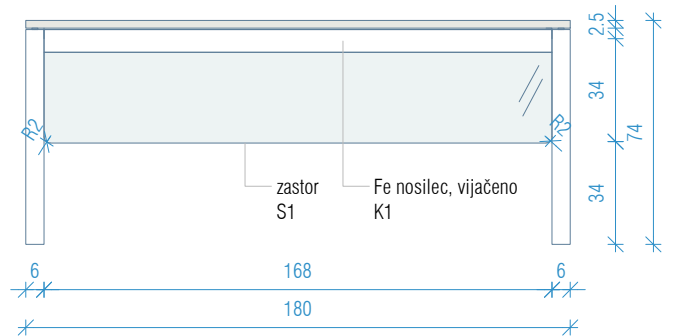 2.5
34
74
R2
R2
34
zastor
S1
Fe nosilec, vijačeno
K1
6
168
6
180